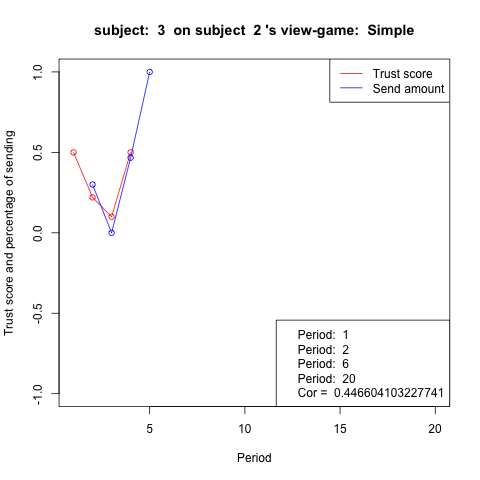 subject:  3  on subject  2 's view-game:  Simple
Trust score
Send amount
Trust score and percentage of sending
1.0
0.5
0.0
-0.5
-1.0
Period:  1
Period:  2
Period:  6
Period:  20
Cor =  0.446604103227741
5 10 15 20
Period